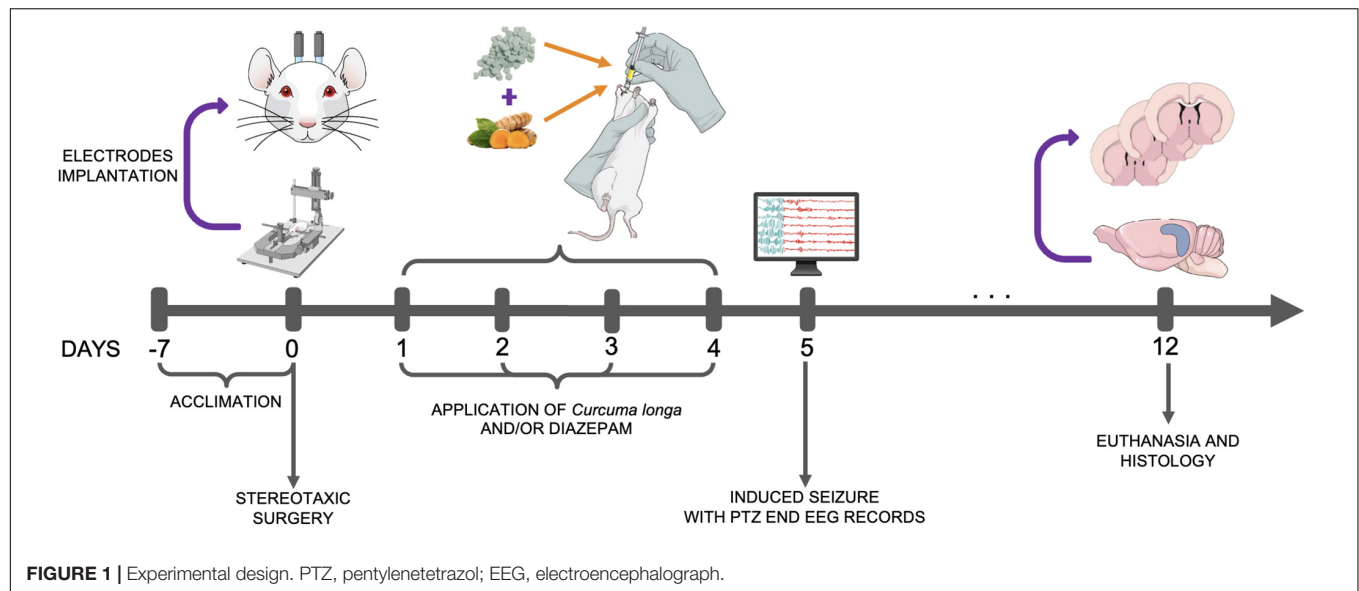 ELECTRODES
IMPLANTATION
+
. . .
DAYS -7 0 1 2 3 4 5 12
ACCLIMATION
APPLICATION OF Curcuma longa
AND/OR DIAZEPAM
EUTHANASIA AND
HISTOLOGY
STEREOTAXIC
SURGERY
INDUCED SEIZURE
WITH PTZ END EEG RECORDS
FIGURE 1 | Experimental design. PTZ, pentylenetetrazol; EEG, electroencephalograph.